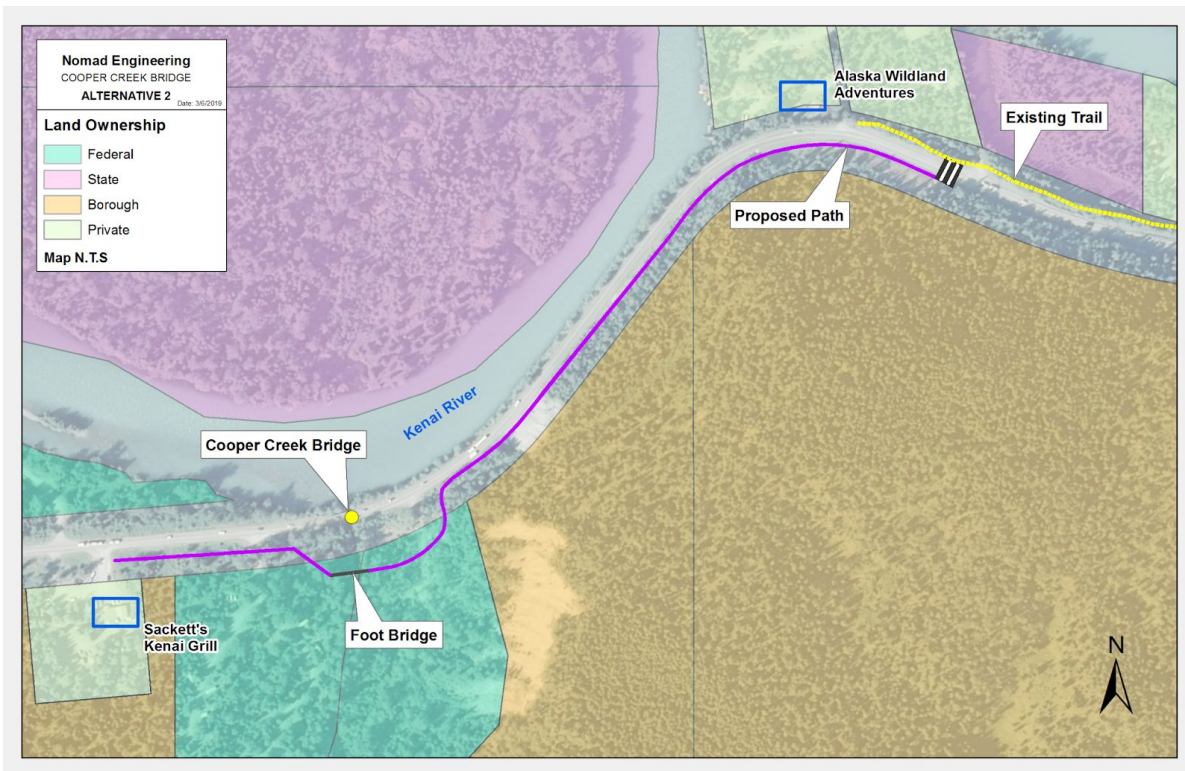 Nomad Engineering
COOPER CREEK BRIDGE
ALTERNATIVE 2
Date: 3/6/2019
Land Ownership
Federal
State
Borough
Private
Map N.T.S
Alaska Wildland
Adventures
Existing Trail
Proposed Path
Kenai River
Cooper Creek Bridge
Foot Bridge
Sackett's
Kenai Grill
N